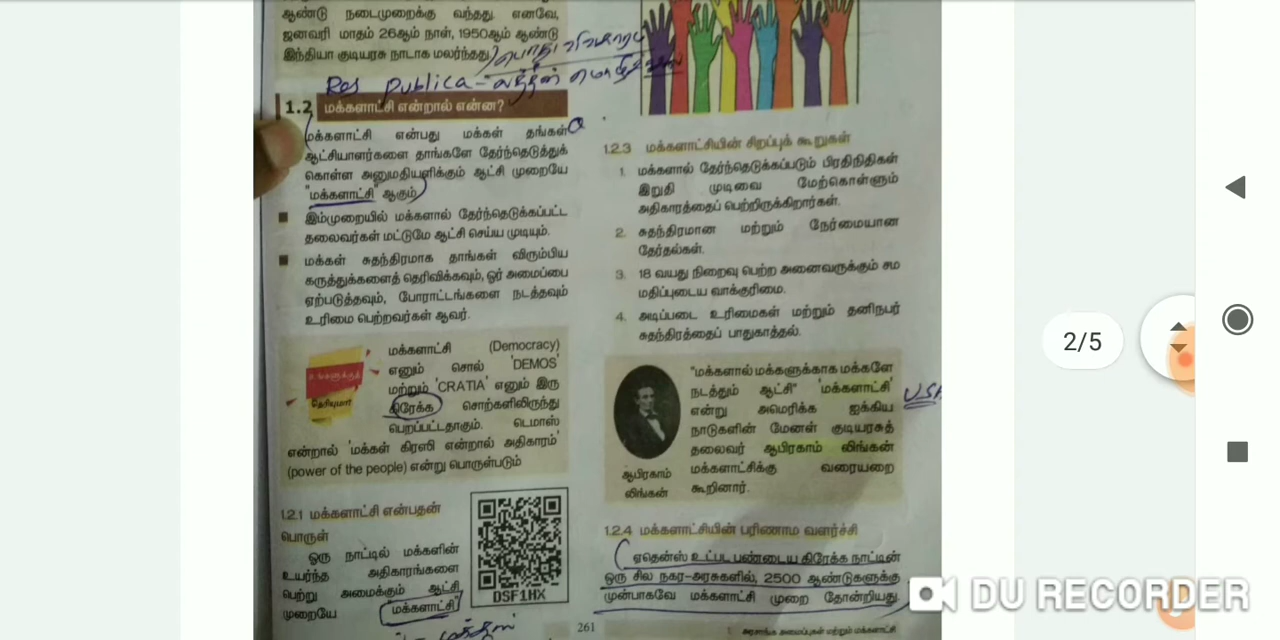 ஆண்டு நடைமுறைக்கு வந்தது. எனவே,
ஜனவரி மாதம் 26ஆம் நாள், 1950ஆம் ஆண்டு
இந்தியா குடியரசு நாடாக மலர்ந்தது
Res publica -
1.2 மக்களாட்சி என்றால் என்ன?
மக்களாட்சி என்பது மக்கள் தங்கள்
ஆட்சியாளர்களை தாங்களே தேர்ந்தெடுத்துக்
கொள்ள அனுமதியளிக்கும் ஆட்சி முறையே
"மக்களாட்சி" ஆகும்
இம்முறையில் மக்களால் தேர்ந்தெடுக்கப்பட்ட
தலைவர்கள் மட்டுமே ஆட்சி செய்ய முடியும்.
மக்கள் சுதந்திரமாக தாங்கள் விரும்பிய
கருத்துக்களைத் தெரிவிக்கவும், ஓர் அமைப்பை
ஏற்படுத்தவும், போராட்டங்களை நடத்தவும்
உரிமை பெற்றவர்கள் ஆவர்.
உங்களுக்குத்
தெரியுமா?
மக்களாட்சி (Democracy)
எனும் சொல் 'DEMOS'
மற்றும் 'CRATIA' எனும் இரு
கிரேக்க சொற்களிலிருந்து
பெறப்பட்டதாகும். டெமாஸ்
என்றால் 'மக்கள் கிரஸி என்றால் அதிகாரம்'
(power of the people) என்று பொருள்படும்
1.2.1 மக்களாட்சி என்பதன்
பொருள்
ஒரு நாட்டில் மக்களின்
உயர்ந்த அதிகாரங்களை
பெற்று அமைக்கும் ஆட்சி
முறையே "மக்களாட்சி"
DSF1HX
1.2.3 மக்களாட்சியின் சிறப்புக் கூறுகள்
1. மக்களால் தேர்ந்தெடுக்கப்படும் பிரதிநிதிகள்
இறுதி முடிவை மேற்கொள்ளும்
அதிகாரத்தைப் பெற்றிருக்கிறார்கள்.
2. சுதந்திரமான மற்றும் நேர்மையான
தேர்தல்கள்.
3. 18 வயது நிறைவு பெற்ற அனைவருக்கும் சம
மதிப்புடைய வாக்குரிமை.
4. அடிப்படை உரிமைகள் மற்றும் தனிநபர்
சுதந்திரத்தைப் பாதுகாத்தல்.
"மக்களால் மக்களுக்காக மக்களே
நடத்தும் ஆட்சி" 'மக்களாட்சி'
என்று அமெரிக்க ஐக்கிய
நாடுகளின் மேனள் குடியரசுத்
தலைவர் ஆபிரகாம் லிங்கன்
மக்களாட்சிக்கு வரையறை
கூறினார்.
ஆபிரகாம்
லிங்கன்
1.2.4 மக்களாட்சியின் பரிணாம வளர்ச்சி
ஏதென்ஸ் உட்பட பண்டைய கிரேக்க நாட்டின்
ஒரு சில நகர-அரசுகளில், 2500 ஆண்டுகளுக்கு
முன்பாகவே மக்களாட்சி முறை தோன்றியது.
261
அரசாங்க அமைப்புகள் மற்றும் மக்களாட்சி
2/5
DU RECORDER